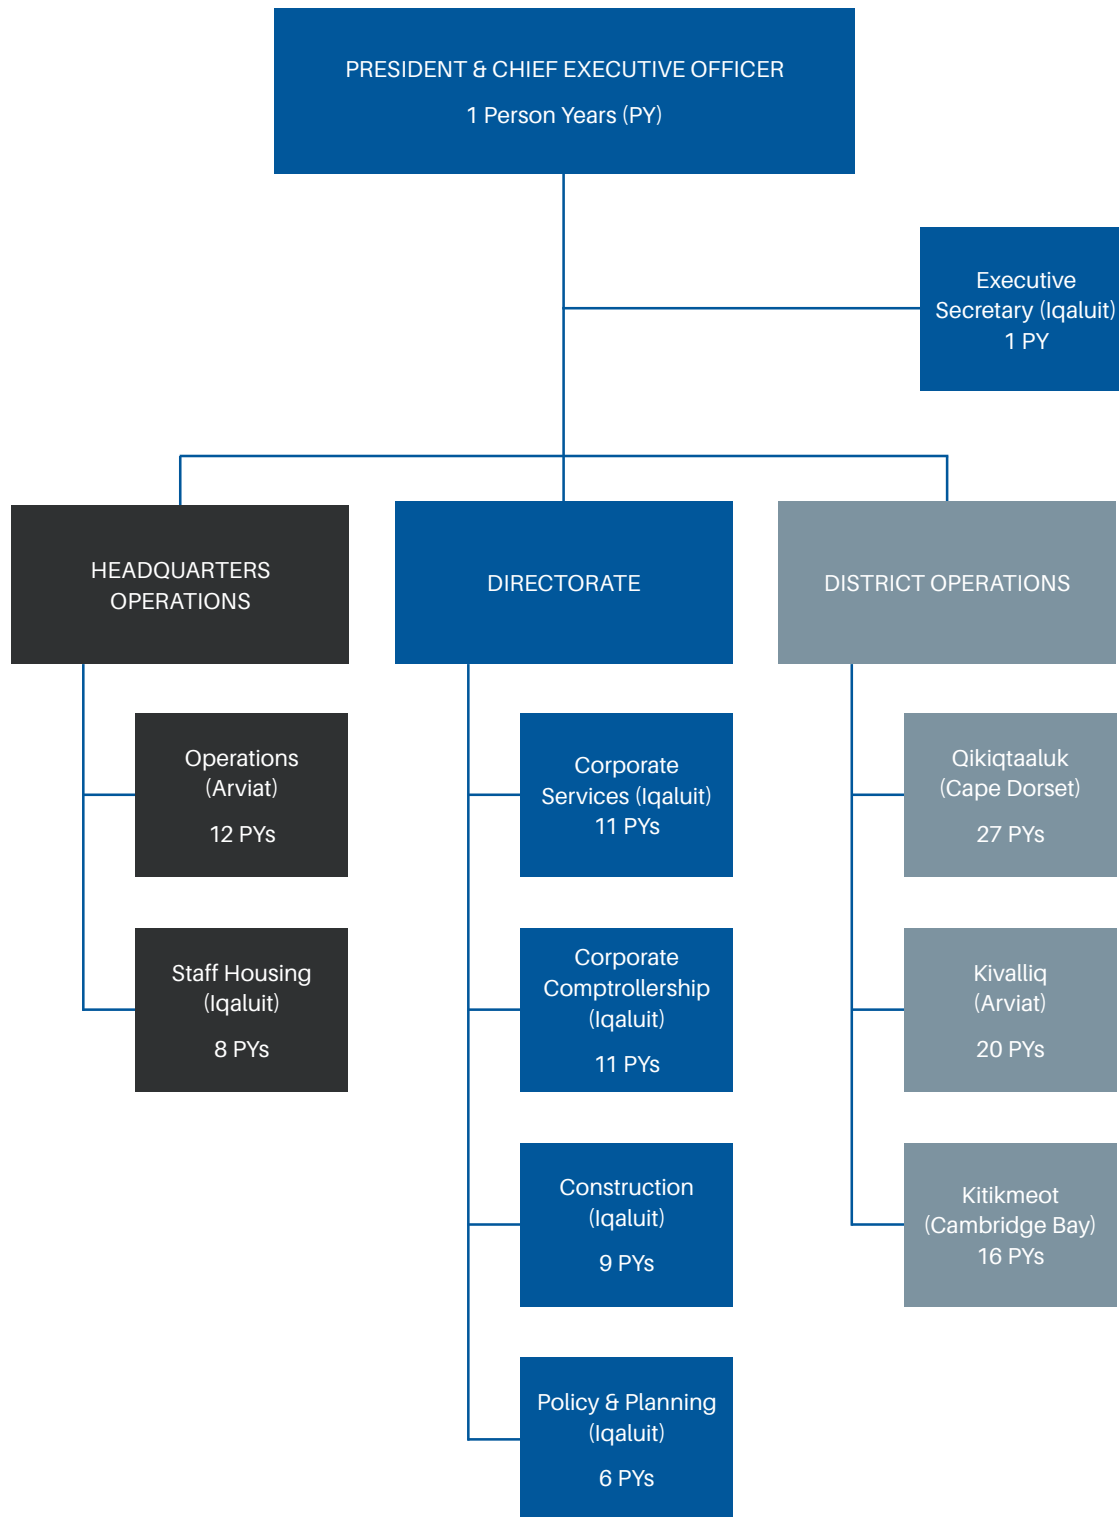 PRESIDENT & CHIEF EXECUTIVE OFFICER
1 Person Years (PY)
Executive
Secretary (Iqaluit)
1 PY
HEADQUARTERS
OPERATIONS
Operations
(Arviat)
12 PYs
Staff Housing
(Iqaluit)
8 PYs
DIRECTORATE
Corporate
Services (Iqaluit)
11 PYs
Corporate
Comptrollership
(Iqaluit)
11 PYs
Construction
(Iqaluit)
9 PYs
Policy & Planning
(Iqaluit)
6 PYs
DISTRICT OPERATIONS
Qikiqtaaluk
(Cape Dorset)
27 PYs
Kivalliq
(Arviat)
20 PYs
Kitikmeot
(Cambridge Bay)
16 PYs